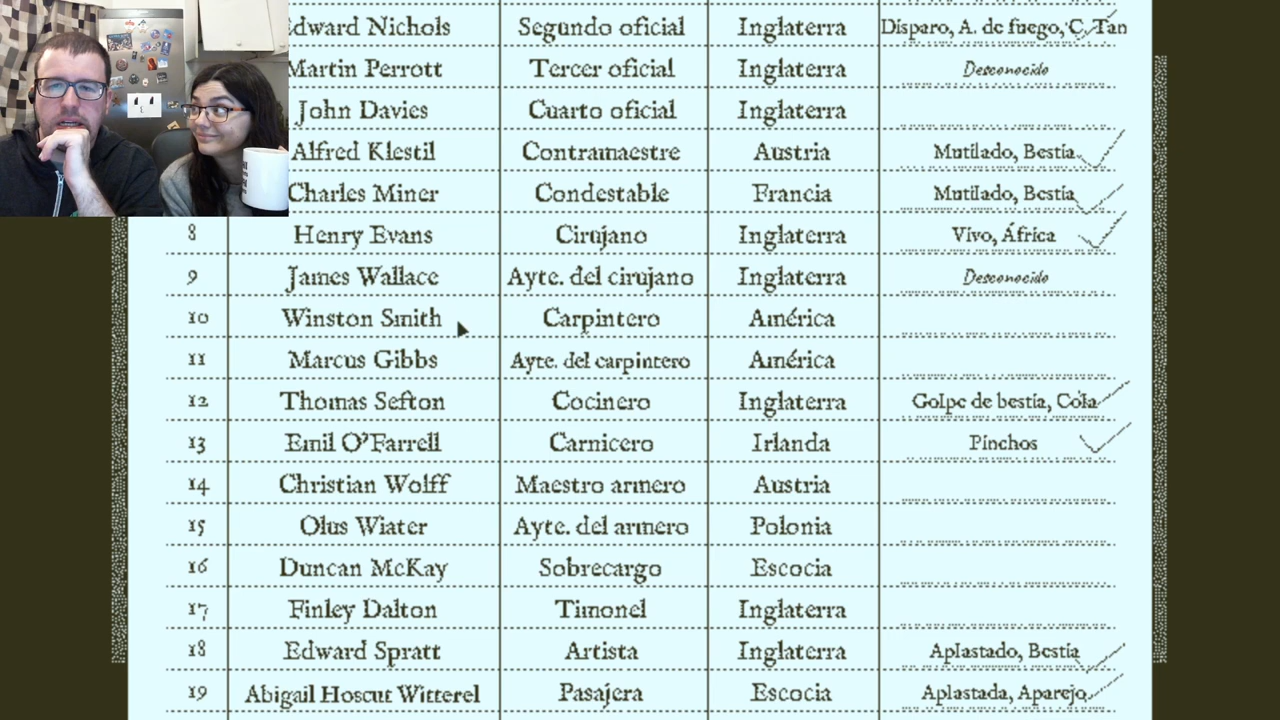 dward Nichols Segundo oficial Inglaterra Disparo, A. de fuego, C. Tan
Martin Perrott Tercer oficial Inglaterra Desconocido
John Davies Cuarto oficial Inglaterra
Alfred Klestil Contramaestre Austria Mutilado, Bestia
Charles Miner Condestable Francia Mutilado, Bestia
8 Henry Evans Cirujano Inglaterra Vivo, África
9 James Wallace Ayte. del cirujano Inglaterra Desconocido
10 Winston Smith Carpintero América
11 Marcus Gibbs Ayte. del carpintero América
12 Thomas Sefton Cocinero Inglaterra Golpe de bestia, Cola
13 Emil O'Farrell Carnicero Irlanda Pinchos
14 Christian Wolff Maestro armero Austria
15 Olus Wiater Ayte. del armero Polonia
16 Duncan McKay Sobrecargo Escocia
17 Finley Dalton Timonel Inglaterra
18 Edward Spratt Artista Inglaterra Aplastado, Bestia
19 Abigail Hoscut Witterel Pasajera Escocia Aplastada, Aparejo